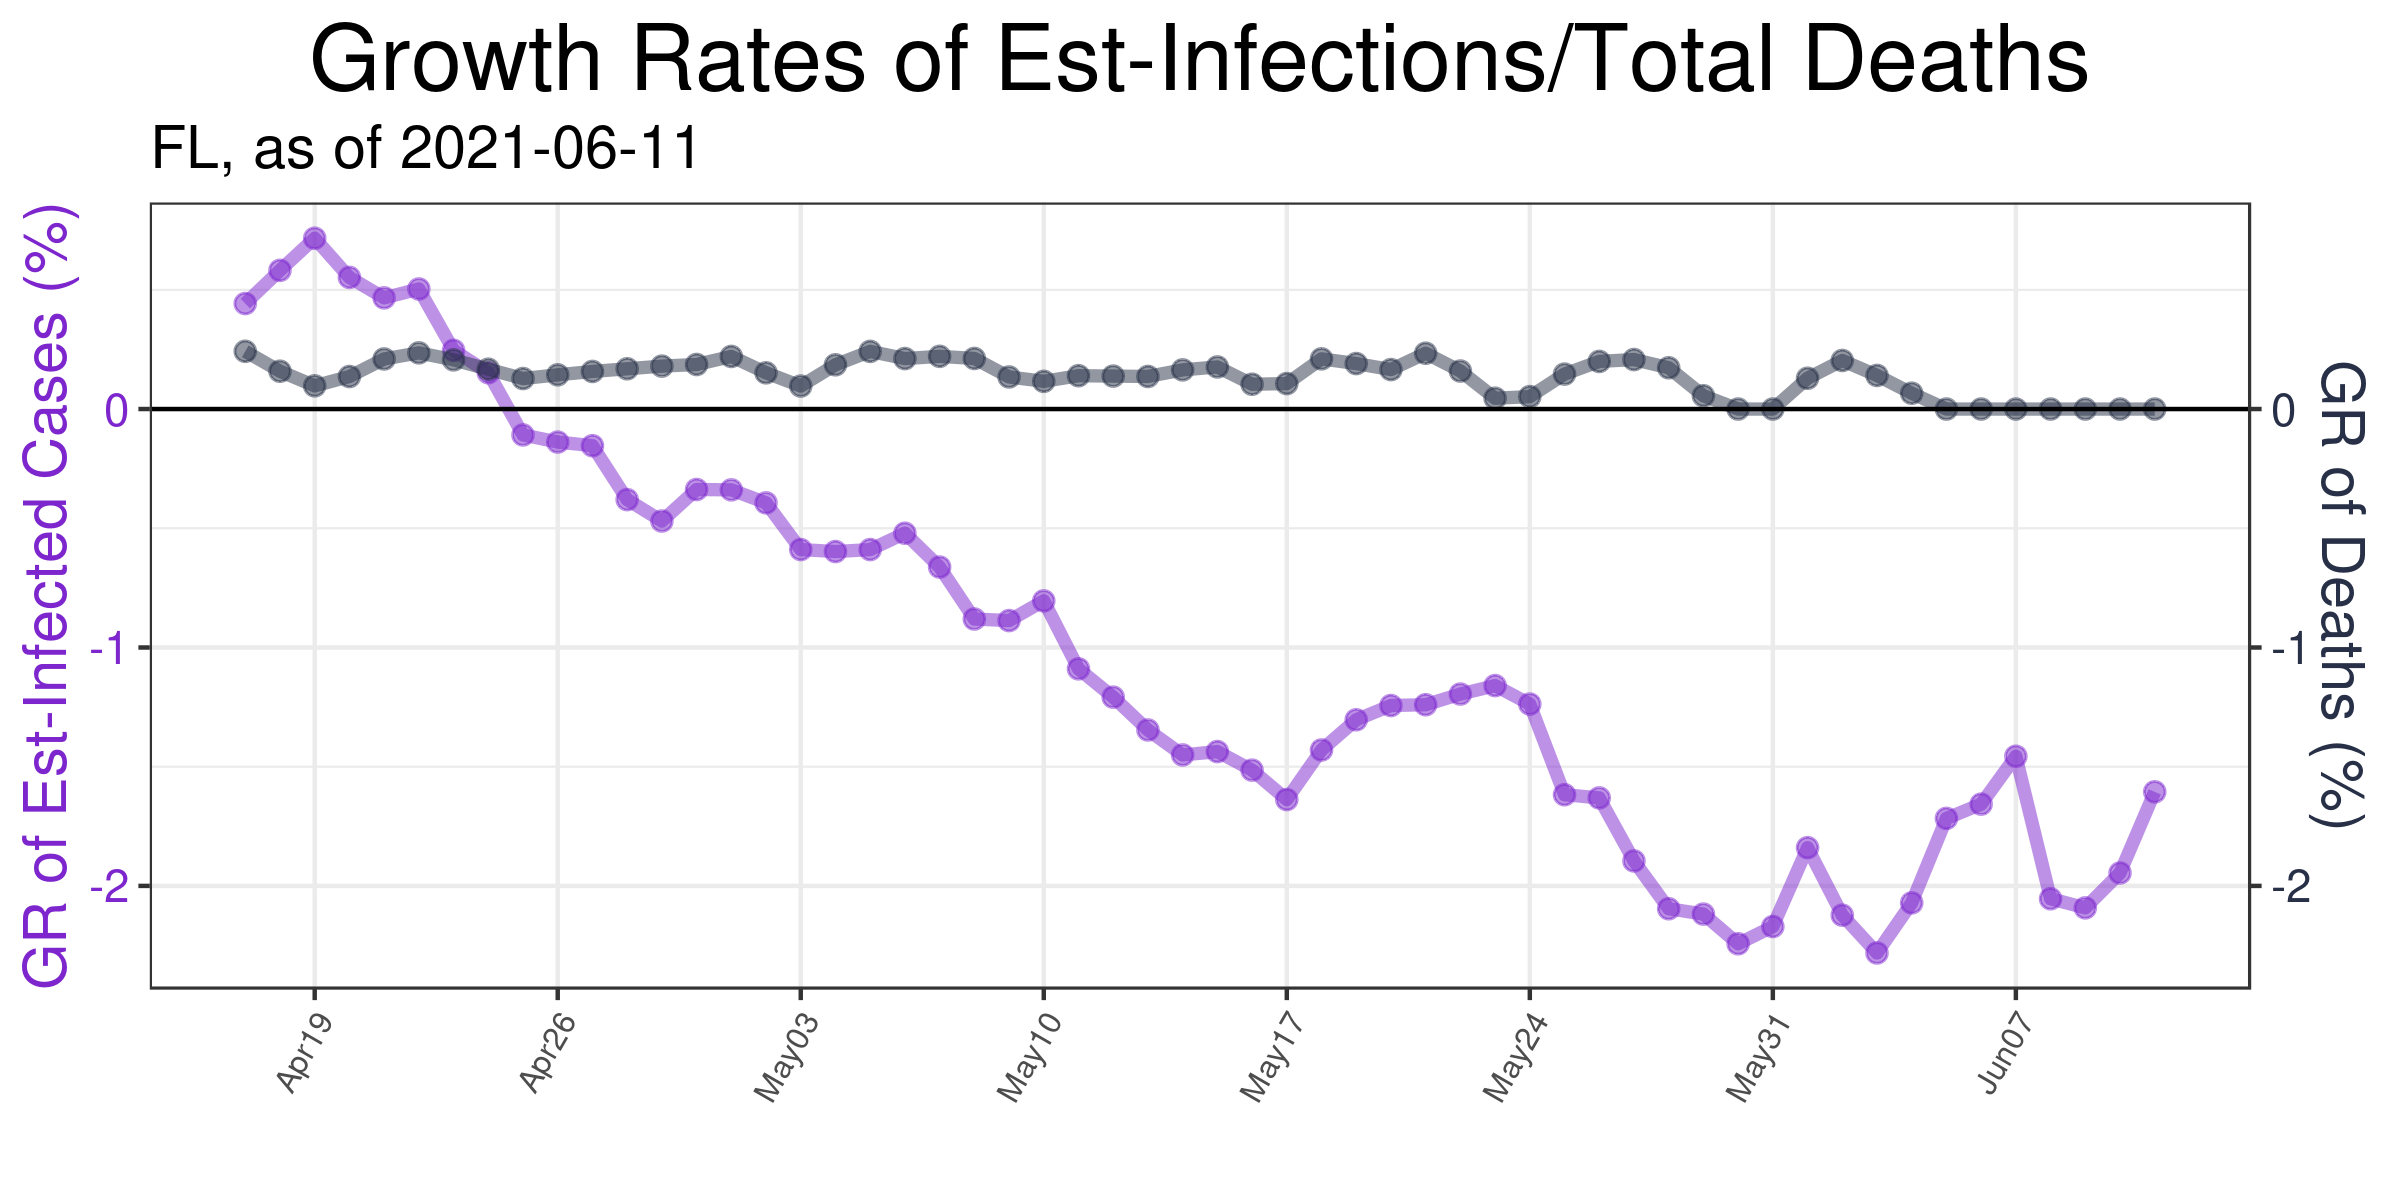 Growth Rates of Est-Infections/Total Deaths
FL, as of 2021-06-11
GR of Est-Infected Cases (%)
0
-1
-2
0
-1
-2
GR of Deaths (%)
Apr19
Apr26
May03
May10
May17
May24
May31
Jun07